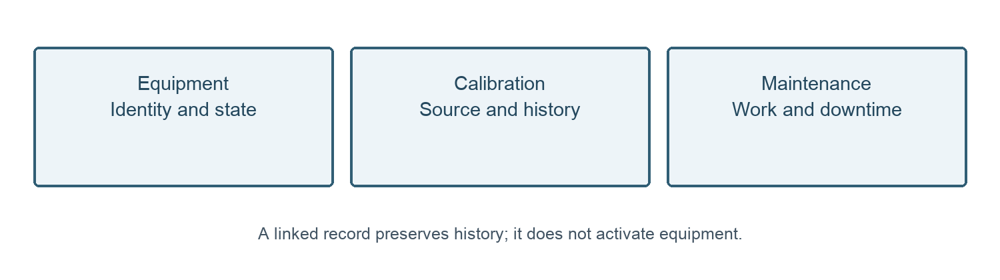 Equipment
Identity and state
Calibration
Source and history
Maintenance
Work and downtime
A linked record preserves history; it does not activate equipment.